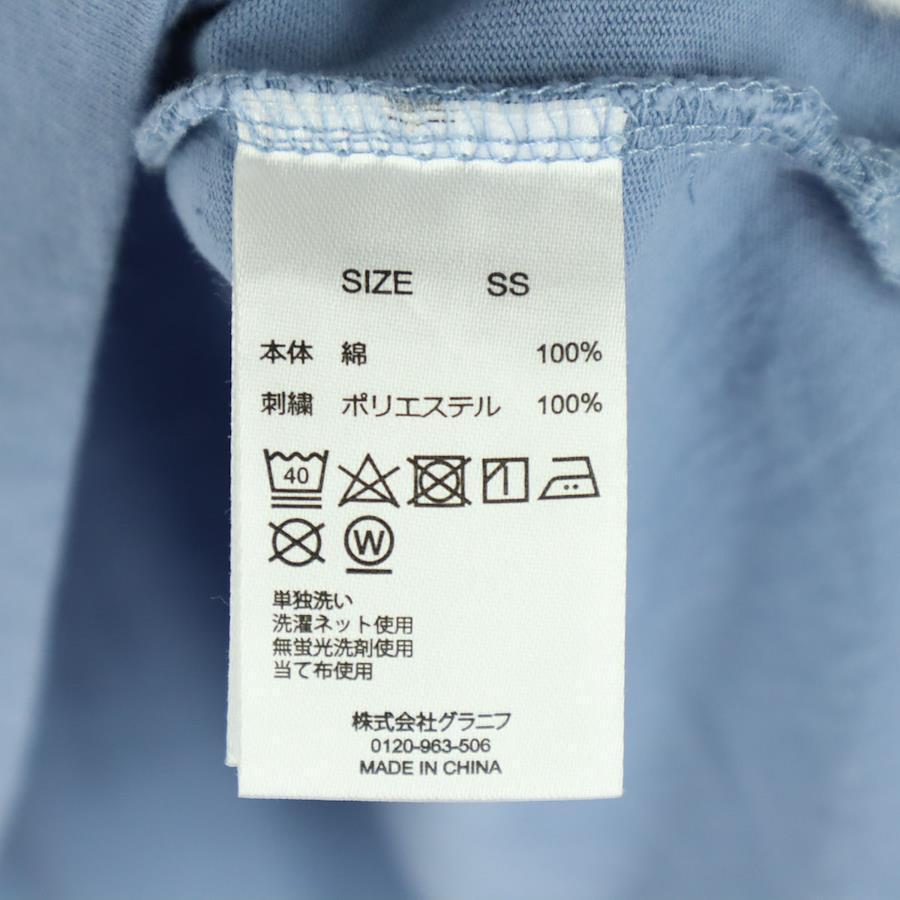 SIZE SS
本体 綿 100%
刺繍 ポリエステル 100%
40
W
単独洗い
洗濯ネット使用
無蛍光洗剤使用
当て布使用
株式会社グラニフ
0120-963-506
MADE IN CHINA